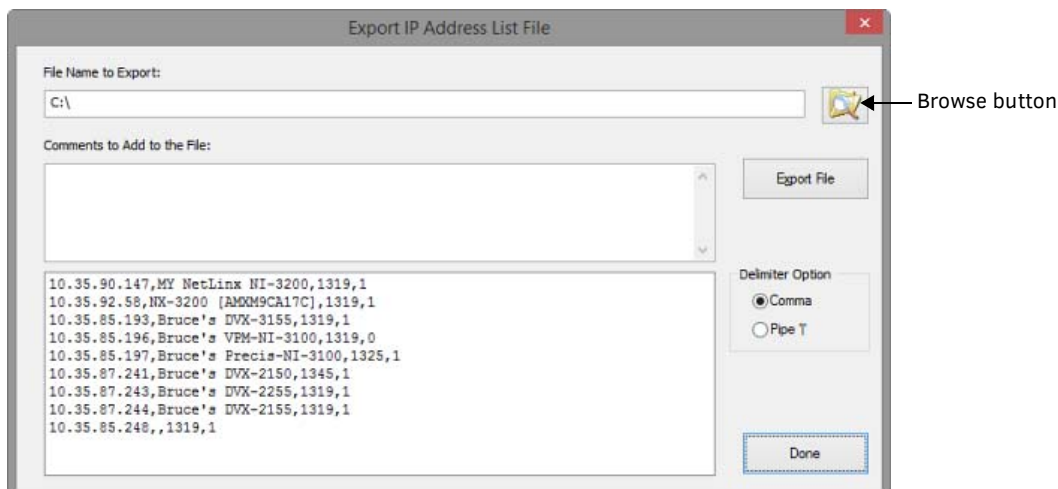 Export IP Address List File
File Name to Export:
C:\
Browse button
Comments to Add to the File:
Export File
10.35.90.147,MY NetLinx NI-3200,1319,1
10.35.92.58,NX-3200 [AMXM9CA17C],1319,1
10.35.85.193,Bruce's DVX-3155,1319,1
10.35.85.196,Bruce's VPM-NI-3100,1319,0
10.35.85.197,Bruce's Precis-NI-3100,1325,1
10.35.87.241,Bruce's DVX-2150,1345,1
10.35.87.243,Bruce's DVX-2255,1319,1
10.35.87.244,Bruce's DVX-2155,1319,1
10.35.85.248,,1319,1
Delimiter Option
Comma
Pipe
Done